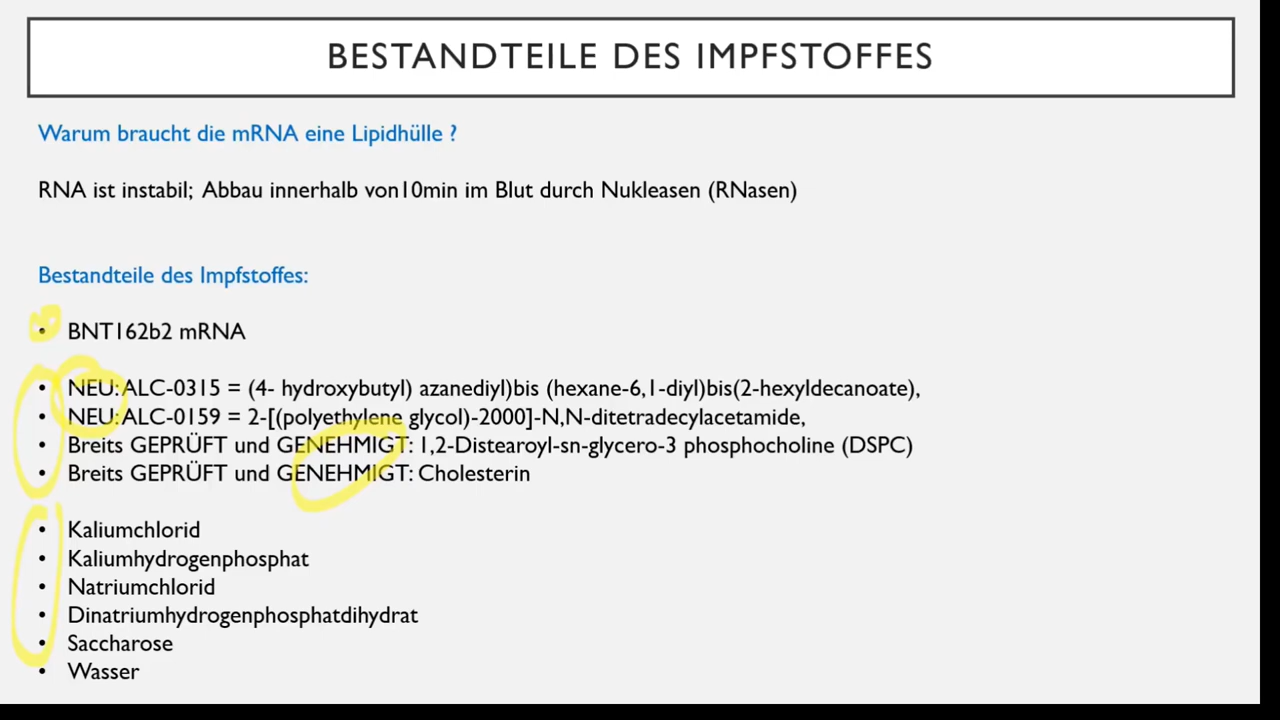 BESTANDTEILE DES IMPFSTOFFES
Warum braucht die mRNA eine Lipidhülle ?
RNA ist instabil; Abbau innerhalb von10min im Blut durch Nukleasen (RNasen)
Bestandteile des Impfstoffes:
• BNT162b2 mRNA
• NEU: ALC-0315 = (4- hydroxybutyl) azanediyl)bis (hexane-6,1-diyl)bis(2-hexyldecanoate),
• NEU: ALC-0159 = 2-[(polyethylene glycol)-2000]-N,N-ditetradecylacetamide,
• Breits GEPRÜFT und GENEHMIGT: 1,2-Distearoyl-sn-glycero-3 phosphocholine (DSPC)
• Breits GEPRÜFT und GENEHMIGT: Cholesterin
• Kaliumchlorid
• Kaliumhydrogenphosphat
• Natriumchlorid
• Dinatriumhydrogenphosphatdihydrat
• Saccharose
• Wasser